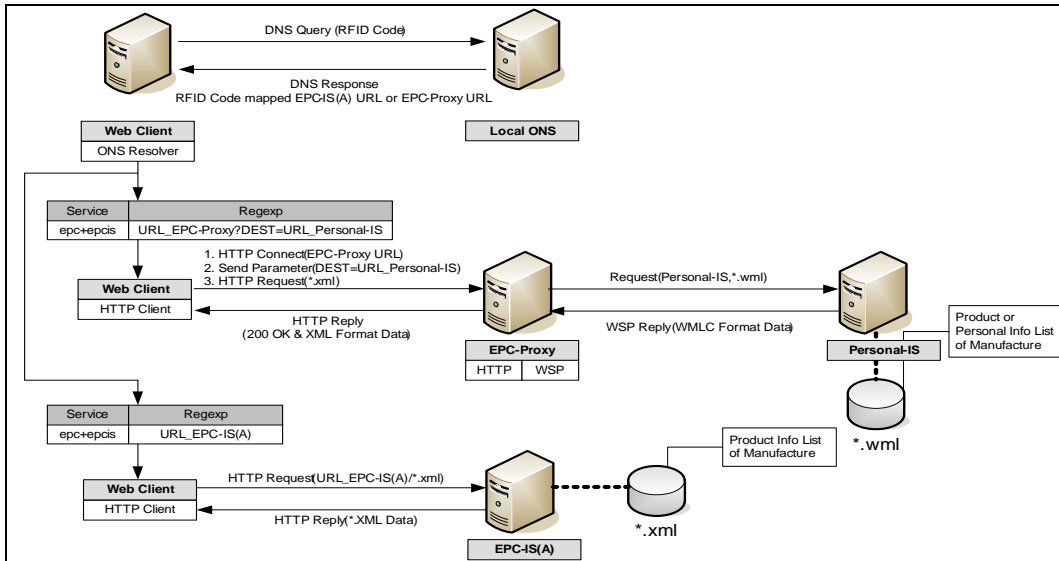 DNS Query (RFID Code)
DNS Response
RFID Code mapped EPC-IS(A) URL or EPC-Proxy URL
Web Client
ONS Resolver
Local ONS
Service
Regexp
epc+epcis
URL_EPC-Proxy?DEST=URL_Personal-IS
1. HTTP Connect(EPC-Proxy URL)
2. Send Parameter(DEST=URL_Personal-IS)
3. HTTP Request(*.xml)
Web Client
HTTP Client
HTTP Reply
(200 OK & XML Format Data)
EPC-Proxy
HTTP
WSP
Request(Personal-IS,*.wml)
WSP Reply(WMLC Format Data)
Personal-IS
Product or
Personal Info List
of Manufacture
*.wml
Service
Regexp
epc+epcis
URL_EPC-IS(A)
Web Client
HTTP Client
HTTP Request(URL_EPC-IS(A)/*.xml)
HTTP Reply(*.XML Data)
EPC-IS(A)
Product Info List
of Manufacture
*.xml